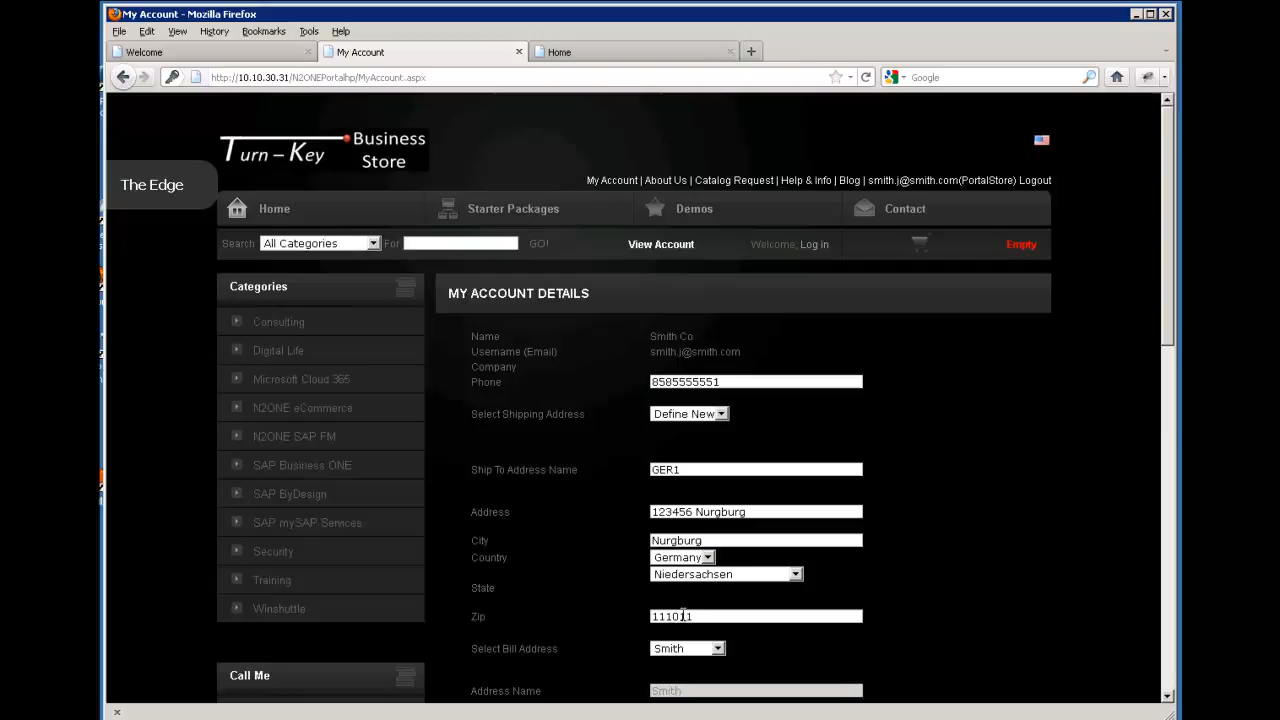 My Account - Mozilla Firefox
File Edit View History Bookmarks Tools Help
Welcome × My Account × Home × +
http://10.10.30.31/N2ONEPortalhp/MyAccount.aspx Google
Turn-Key Business Store
The Edge
My Account | About Us | Catalog Request | Help & Info | Blog | smith.j@smith.com(PortalStore) Logout
Home Starter Packages Demos Contact
Search All Categories For GO! View Account Welcome, Log in Empty
Categories
Consulting
Digital Life
Microsoft Cloud 365
N2ONE eCommerce
N2ONE SAP FM
SAP Business ONE
SAP ByDesign
SAP mySAP Services
Security
Training
Winshuttle
Call Me
MY ACCOUNT DETAILS
Name Smith Co
Username (Email) smith.j@smith.com
Company
Phone 8585555551
Select Shipping Address Define New
Ship To Address Name GER1
Address 123456 Nurgburg
City Nurgburg
Country Germany
Niedersachsen
State
Zip 111011
Select Bill Address Smith
Address Name Smith